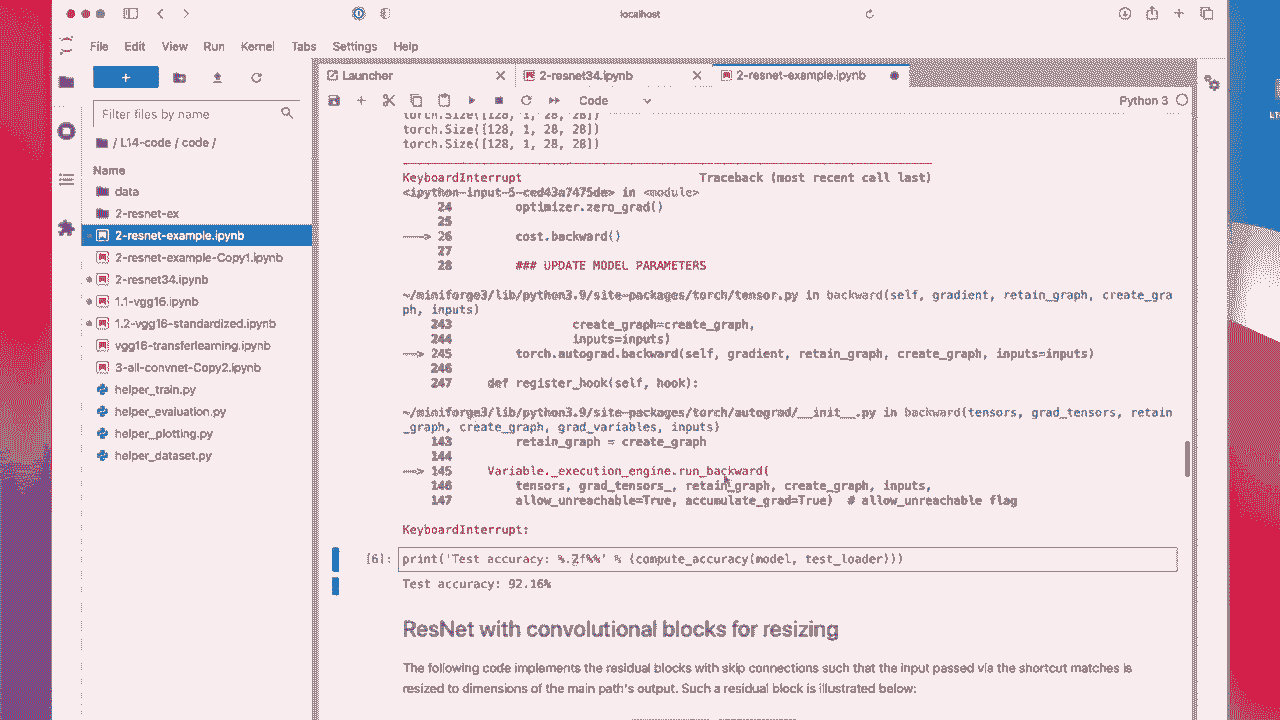 localhost
File Edit View Run Kernel Tabs Settings Help
+
Filter files by name
/ L14-code / code /
Name
data
2-resnet-ex
2-resnet-example.ipynb
2-resnet-example-Copy1.ipynb
2-resnet34.ipynb
1.1-vgg16.ipynb
1.2-vgg16-standardized.ipynb
vgg16-transferlearning.ipynb
3-all-convnet-Copy2.ipynb
helper_train.py
helper_evaluation.py
helper_plotting.py
helper_dataset.py
Launcher
2-resnet34.ipynb
2-resnet-example.ipynb
Code
Python 3
torch.Size([128, 1, 28, 28])
torch.Size([128, 1, 28, 28])
torch.Size([128, 1, 28, 28])
KeyboardInterrupt Traceback (most recent call last)
<ipython-input-5-ced43a7475de> in <module>
24 optimizer.zero_grad()
25
---> 26 cost.backward()
27
28 ### UPDATE MODEL PARAMETERS
~/miniforge3/lib/python3.9/site-packages/torch/tensor.py in backward(self, gradient, retain_graph, create_gra
ph, inputs)
243 create_graph=create_graph,
244 inputs=inputs)
--> 245 torch.autograd.backward(self, gradient, retain_graph, create_graph, inputs=inputs)
246
247 def register_hook(self, hook):
~/miniforge3/lib/python3.9/site-packages/torch/autograd/__init__.py in backward(tensors, grad_tensors, retain
_graph, create_graph, grad_variables, inputs)
143 retain_graph = create_graph
144
--> 145 Variable._execution_engine.run_backward(
146 tensors, grad_tensors_, retain_graph, create_graph, inputs,
147 allow_unreachable=True, accumulate_grad=True) # allow_unreachable flag
KeyboardInterrupt:
[6]: print('Test accuracy: %.2f%%' % (compute_accuracy(model, test_loader)))
Test accuracy: 92.16%
ResNet with convolutional blocks for resizing
The following code implements the residual blocks with skip connections such that the input passed via the shortcut matches is
resized to dimensions of the main path's output. Such a residual block is illustrated below: